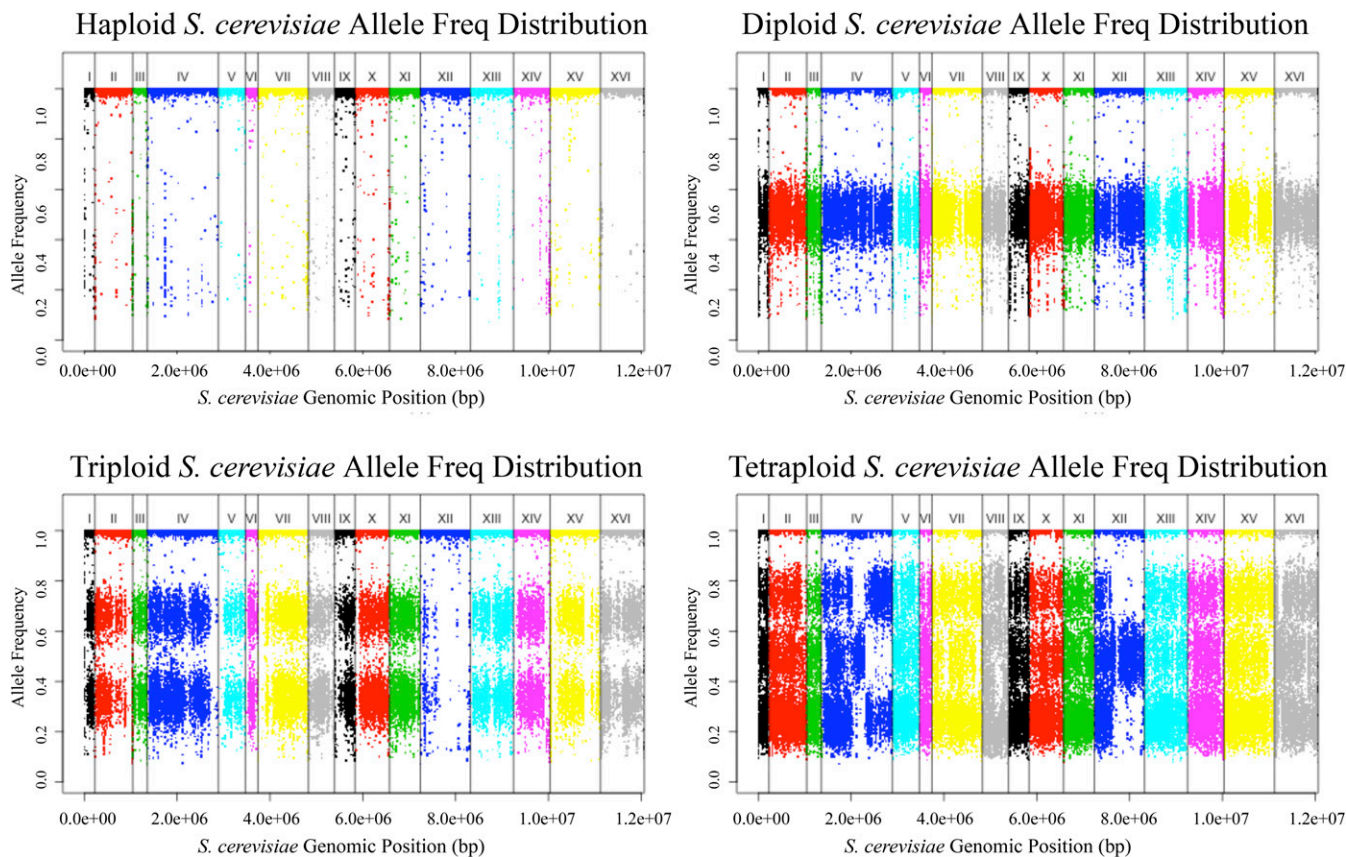 Haploid S. cerevisiae Allele Freq Distribution
I II III IV V VI VII VIII IX X XI XII XIII XIV XV XVI
Allele Frequency
1.0
0.8
0.6
0.4
0.2
0.0
0.0e+00 2.0e+06 4.0e+06 6.0e+06 8.0e+06 1.0e+07 1.2e+07
S. cerevisiae Genomic Position (bp)
Diploid S. cerevisiae Allele Freq Distribution
I II III IV V VI VII VIII IX X XI XII XIII XIV XV XVI
Allele Frequency
1.0
0.8
0.6
0.4
0.2
0.0
0.0e+00 2.0e+06 4.0e+06 6.0e+06 8.0e+06 1.0e+07 1.2e+07
S. cerevisiae Genomic Position (bp)
Triploid S. cerevisiae Allele Freq Distribution
I II III IV V VI VII VIII IX X XI XII XIII XIV XV XVI
Allele Frequency
1.0
0.8
0.6
0.4
0.2
0.0
0.0e+00 2.0e+06 4.0e+06 6.0e+06 8.0e+06 1.0e+07 1.2e+07
S. cerevisiae Genomic Position (bp)
Tetraploid S. cerevisiae Allele Freq Distribution
I II III IV V VI VII VIII IX X XI XII XIII XIV XV XVI
Allele Frequency
1.0
0.8
0.6
0.4
0.2
0.0
0.0e+00 2.0e+06 4.0e+06 6.0e+06 8.0e+06 1.0e+07 1.2e+07
S. cerevisiae Genomic Position (bp)